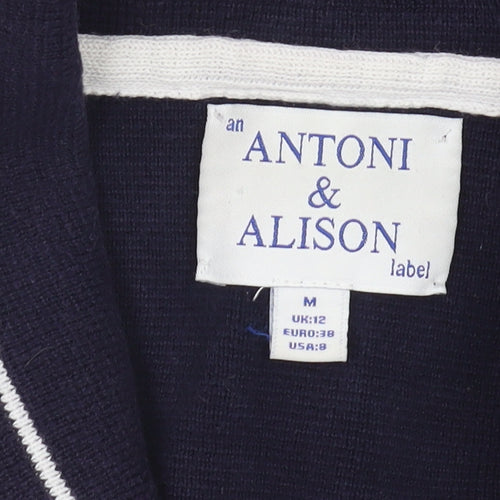 an
ANTONI
&
ALISON
label
M
UK:12
EURO:38
USA:8